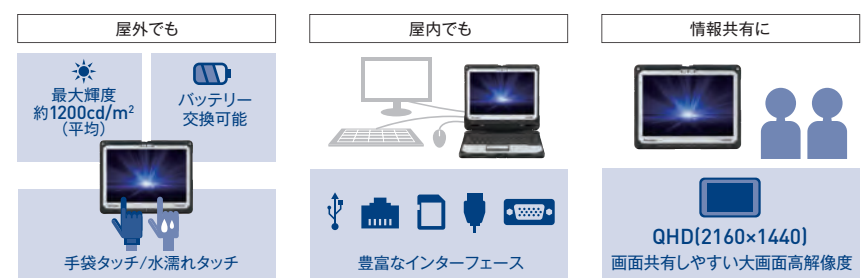 屋外でも
最大輝度
約1200cd/m²
（平均）
バッテリー
交換可能
手袋タッチ/水濡れタッチ
屋内でも
豊富なインターフェース
情報共有に
QHD(2160×1440)
画面共有しやすい大画面高解像度